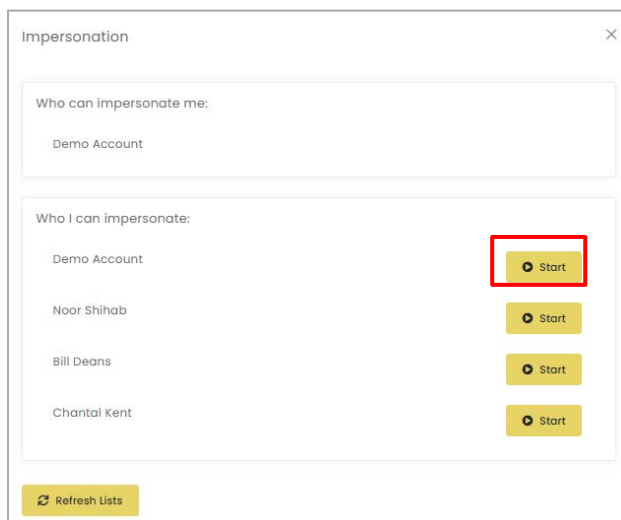 Impersonation
Who can impersonate me:
Demo Account
Who I can impersonate:
Demo Account
Start
Noor Shihab
Start
Bill Deans
Start
Chantal Kent
Start
Refresh Lists